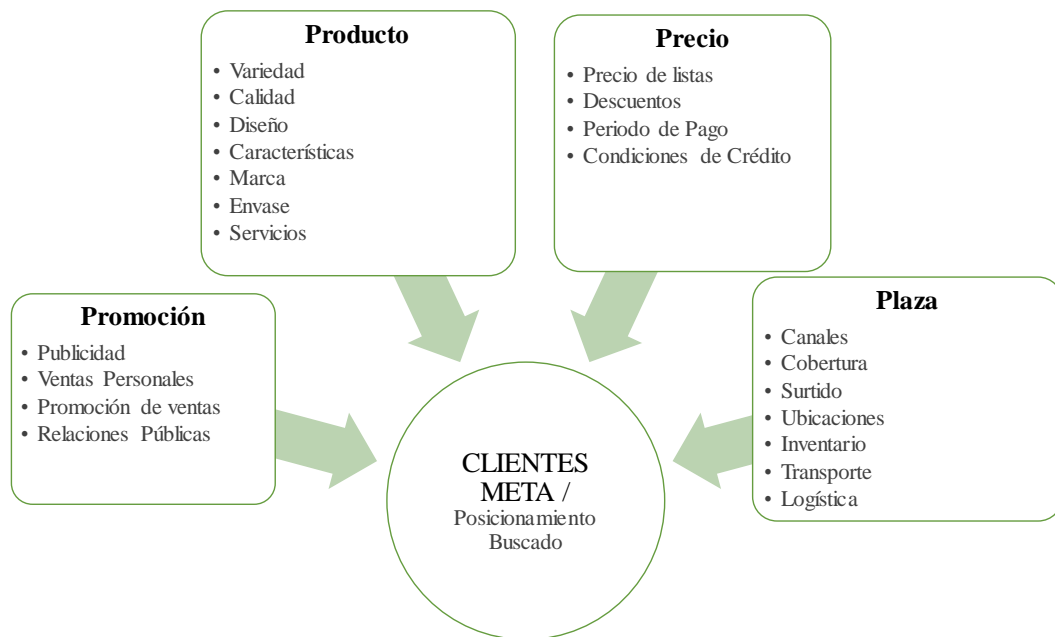 Producto
• Variedad
• Calidad
• Diseño
• Características
• Marca
• Envase
• Servicios
Precio
• Precio de listas
• Descuentos
• Periodo de Pago
• Condiciones de Crédito
Promoción
• Publicidad
• Ventas Personales
• Promoción de ventas
• Relaciones Públicas
Plaza
• Canales
• Cobertura
• Surtido
• Ubicaciones
• Inventario
• Transporte
• Logística
CLIENTES
META /
Posicionamiento
Buscado